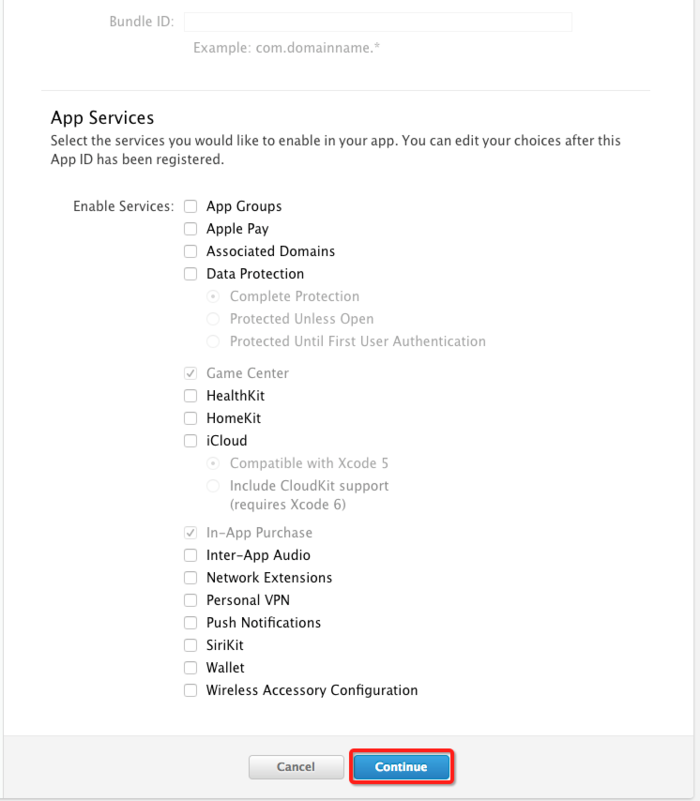 Bundle ID:
Example: com.domainname.*
App Services
Select the services you would like to enable in your app. You can edit your choices after this
App ID has been registered.
Enable Services: App Groups
Apple Pay
Associated Domains
Data Protection
Complete Protection
Protected Unless Open
Protected Until First User Authentication
Game Center
HealthKit
HomeKit
iCloud
Compatible with Xcode 5
Include CloudKit support
(requires Xcode 6)
In-App Purchase
Inter-App Audio
Network Extensions
Personal VPN
Push Notifications
SiriKit
Wallet
Wireless Accessory Configuration
Cancel Continue